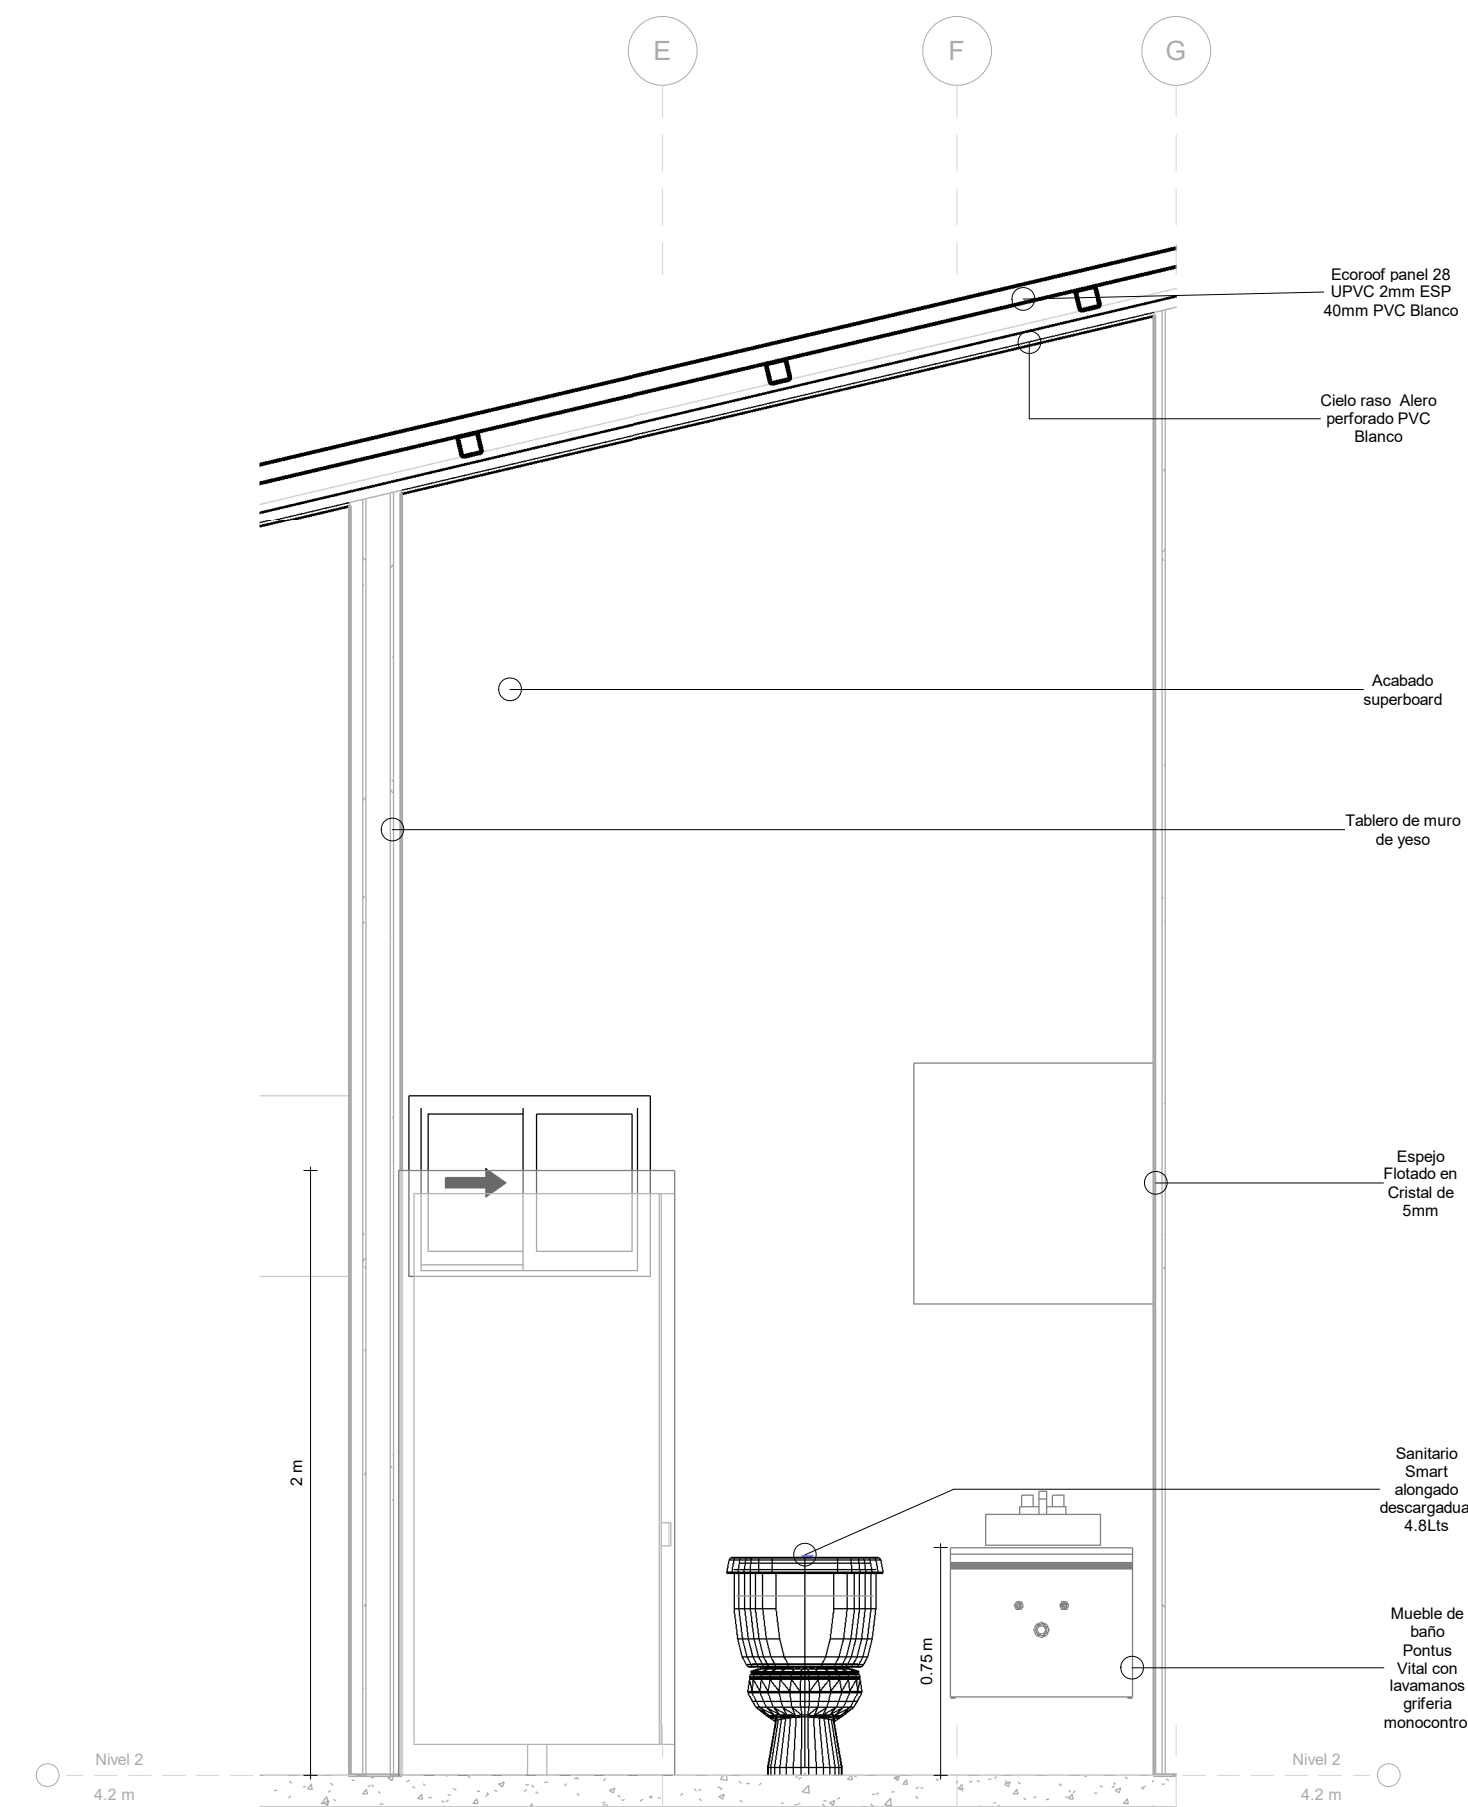 E
F
G
Ecoroof panel 28
UPVC 2mm ESP
40mm PVC Blanco
Cielo raso Alero
perforado PVC
Blanco
Acabado
superboard
Tablero de muro
de yeso
Espejo
Flotado en
Cristal de
5mm
2 m
Sanitario
Smart
alongado
descargadua
4.8Lts
0.75 m
Mueble de
baño
Pontus
Vital con
lavamanos
griferia
monocontro
Nivel 2
4.2 m
Nivel 2
4.2 m